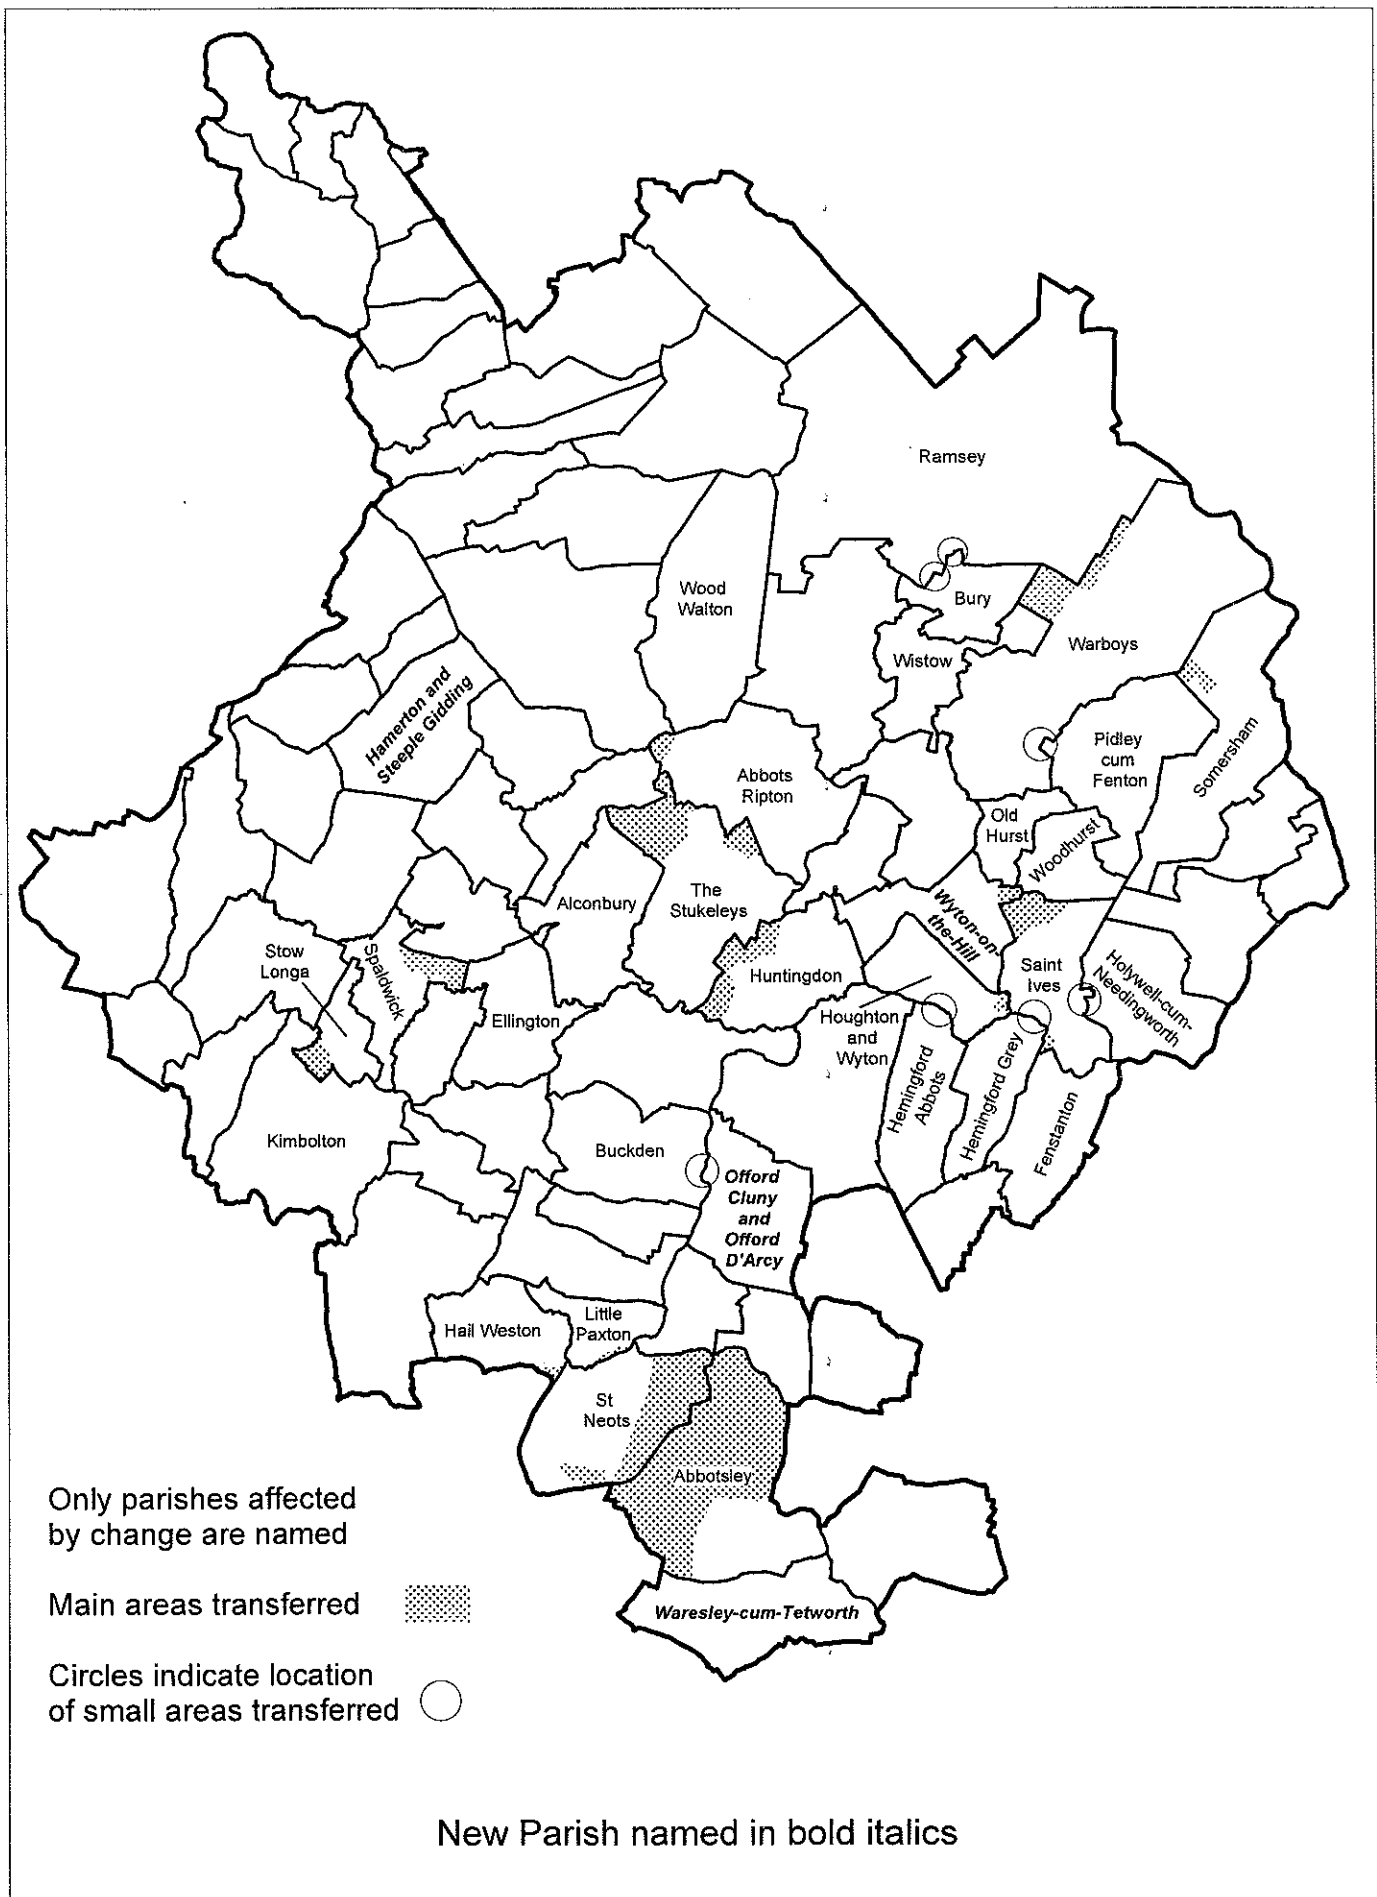 Ramsey
Wood
Walton
Bury
Wistow
Warboys
Hamerton and
Steeple Gidding
Abbots
Ripton
Pidley
cum
Fenton
Somersham
Old
Hurst
Woodhurst
Alconbury
The
Stukeleys
Wyton-on-
the-Hill
Stow
Longa
Spaldwick
Huntingdon
Saint
Ives
Holywell-cum-
Needingworth
Ellington
Houghton
and
Wyton
Hemingford
Abbots
Hemingford Grey
Fenstanton
Kimbolton
Buckden
Offord
Cluny
and
Offord
D'Arcy
Hail Weston
Little
Paxton
St
Neots
Abbotsley
Waresley-cum-Tetworth
Only parishes affected
by change are named
Main areas transferred
Circles indicate location
of small areas transferred
New Parish named in bold italics